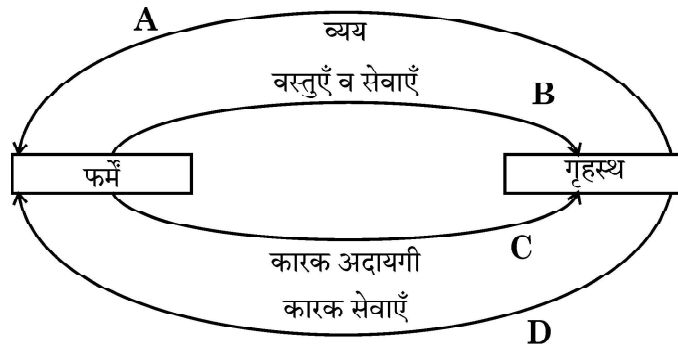 A
व्यय
वस्तुएँ व सेवाएँ
B
फर्में
गृहस्थ
C
कारक अदायगी
कारक सेवाएँ
D